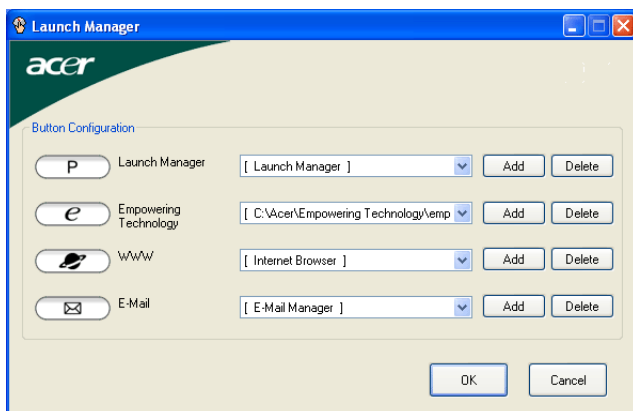 Launch Manager
acer
Button Configuration
P Launch Manager [ Launch Manager ] Add Delete
e Empowering Technology [ C:\Acer\Empowering Technology\emp Add Delete
WWW [ Internet Browser ] Add Delete
E-Mail [ E-Mail Manager ] Add Delete
OK Cancel